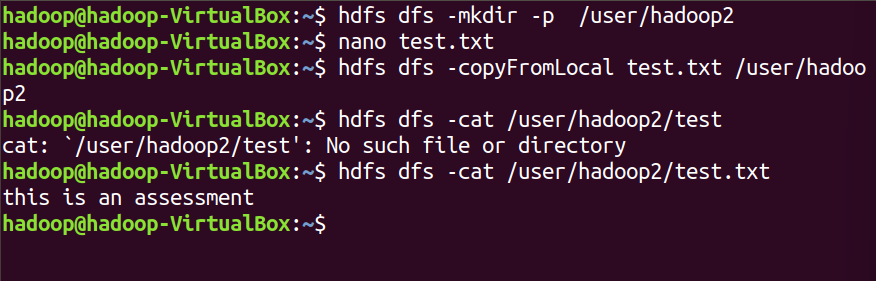 hadoop@hadoop-VirtualBox:~$ hdfs dfs -mkdir -p  /user/hadoop2
hadoop@hadoop-VirtualBox:~$ nano test.txt
hadoop@hadoop-VirtualBox:~$ hdfs dfs -copyFromLocal test.txt /user/hadoo
p2
hadoop@hadoop-VirtualBox:~$ hdfs dfs -cat /user/hadoop2/test
cat: `/user/hadoop2/test': No such file or directory
hadoop@hadoop-VirtualBox:~$ hdfs dfs -cat /user/hadoop2/test.txt
this is an assessment
hadoop@hadoop-VirtualBox:~$